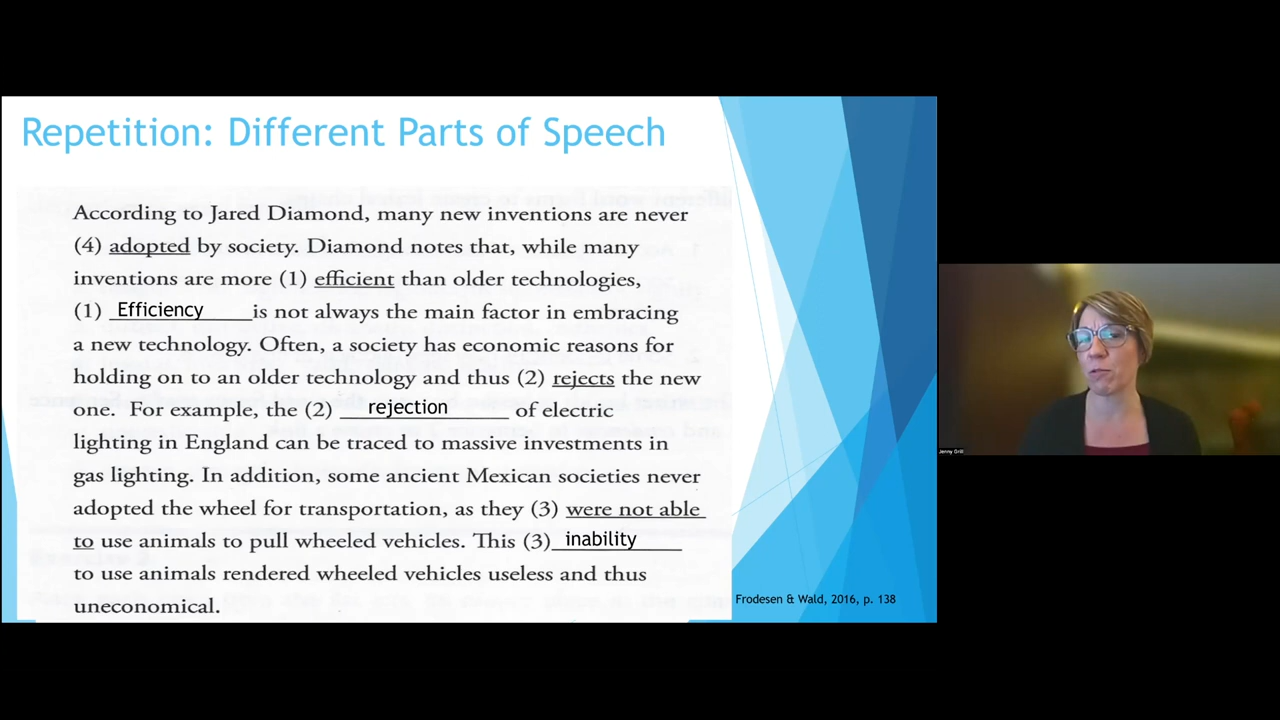 Repetition: Different Parts of Speech
According to Jared Diamond, many new inventions are never
(4) adopted by society. Diamond notes that, while many
inventions are more (1) efficient than older technologies,
(1) Efficiency is not always the main factor in embracing
a new technology. Often, a society has economic reasons for
holding on to an older technology and thus (2) rejects the new
one. For example, the (2) rejection of electric
lighting in England can be traced to massive investments in
gas lighting. In addition, some ancient Mexican societies never
adopted the wheel for transportation, as they (3) were not able
to use animals to pull wheeled vehicles. This (3) inability
to use animals rendered wheeled vehicles useless and thus
uneconomical.
Frodesen & Wald, 2016, p. 138
Jenny Grill